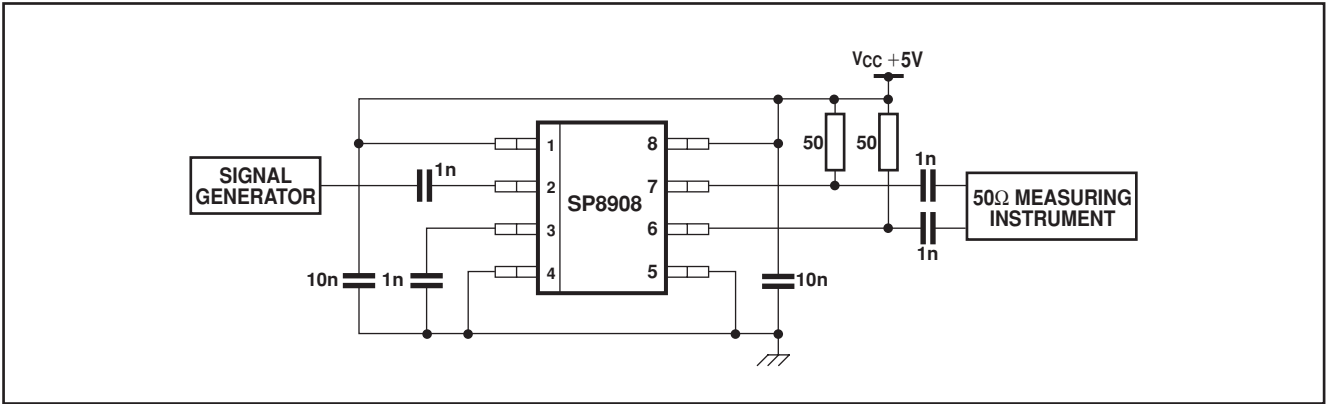 VCC +5V
SIGNAL
GENERATOR
1n
1
2
3
4
SP8908
8
7
6
5
50
50
1n
1n
50Ω MEASURING
INSTRUMENT
10n
1n
10n